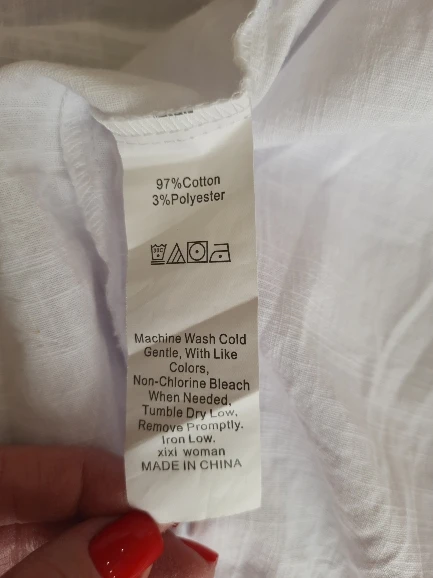 97%Cotton
3%Polyester
Machine Wash Cold
Gentle, With Like
Colors,
Non-Chlorine Bleach
When Needed,
Tumble Dry Low,
Remove Promptly.
Iron Low.
xixi woman
MADE IN CHINA